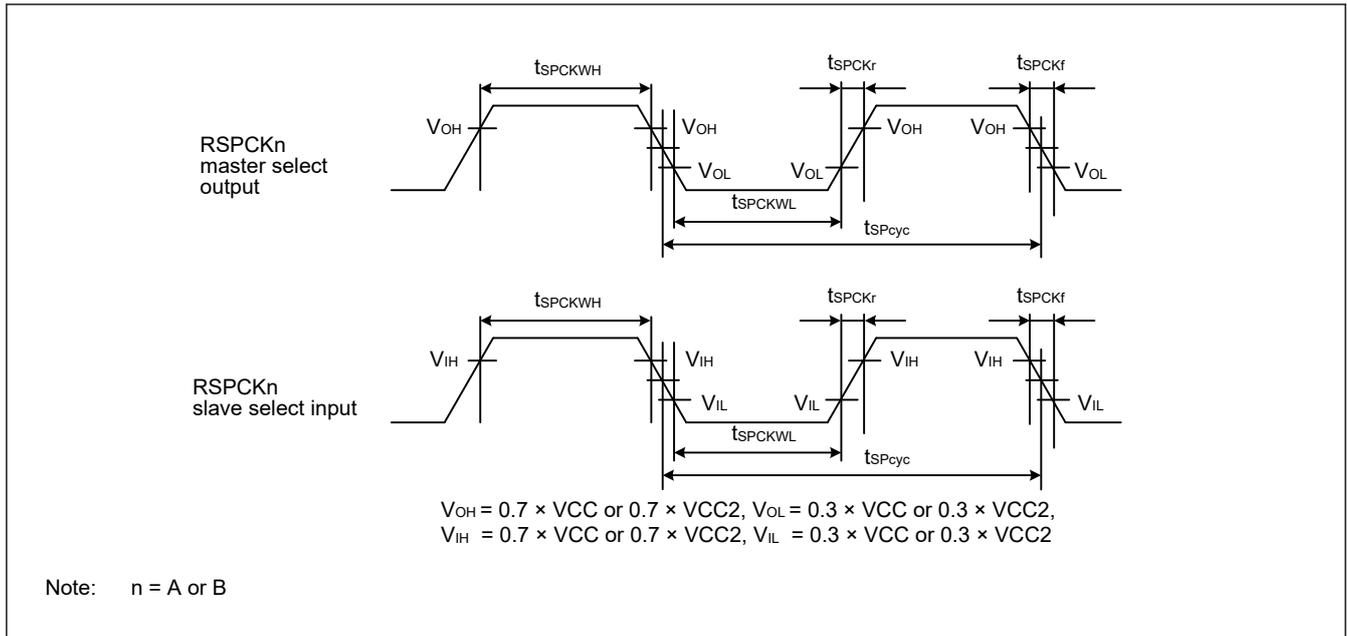 tSPCKWH
tSPCKr
tSPCKf
VOH
VOH
VOH
VOH
RSPCKn
master select
output
VOL
VOL
VOL
tSPCKWL
tSPcyc
tSPCKWH
tSPCKr
tSPCKf
VIH
VIH
VIH
VIH
RSPCKn
slave select input
VIL
VIL
VIL
tSPCKWL
tSPcyc
VOH = 0.7 × VCC or 0.7 × VCC2, VOL = 0.3 × VCC or 0.3 × VCC2,
VIH = 0.7 × VCC or 0.7 × VCC2, VIL = 0.3 × VCC or 0.3 × VCC2
Note: n = A or B